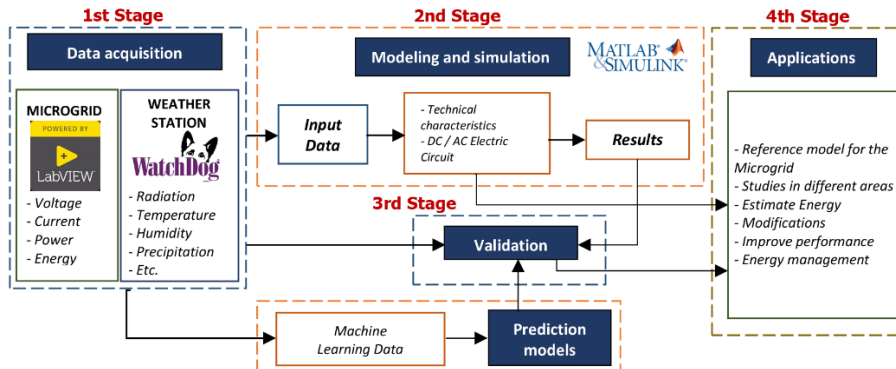 1st Stage
Data acquisition
MICROGRID
POWERED BY
LabVIEW™
- Voltage
- Current
- Power
- Energy
WEATHER
STATION
WatchDog
- Radiation
- Temperature
- Humidity
- Precipitation
- Etc.
2nd Stage
Modeling and simulation
MATLAB®
&SIMULINK®
Input
Data
- Technical
characteristics
- DC / AC Electric
Circuit
Results
3rd Stage
Validation
Machine
Learning Data
Prediction
models
4th Stage
Applications
- Reference model for the
Microgrid
- Studies in different areas
- Estimate Energy
- Modifications
- Improve performance
- Energy management